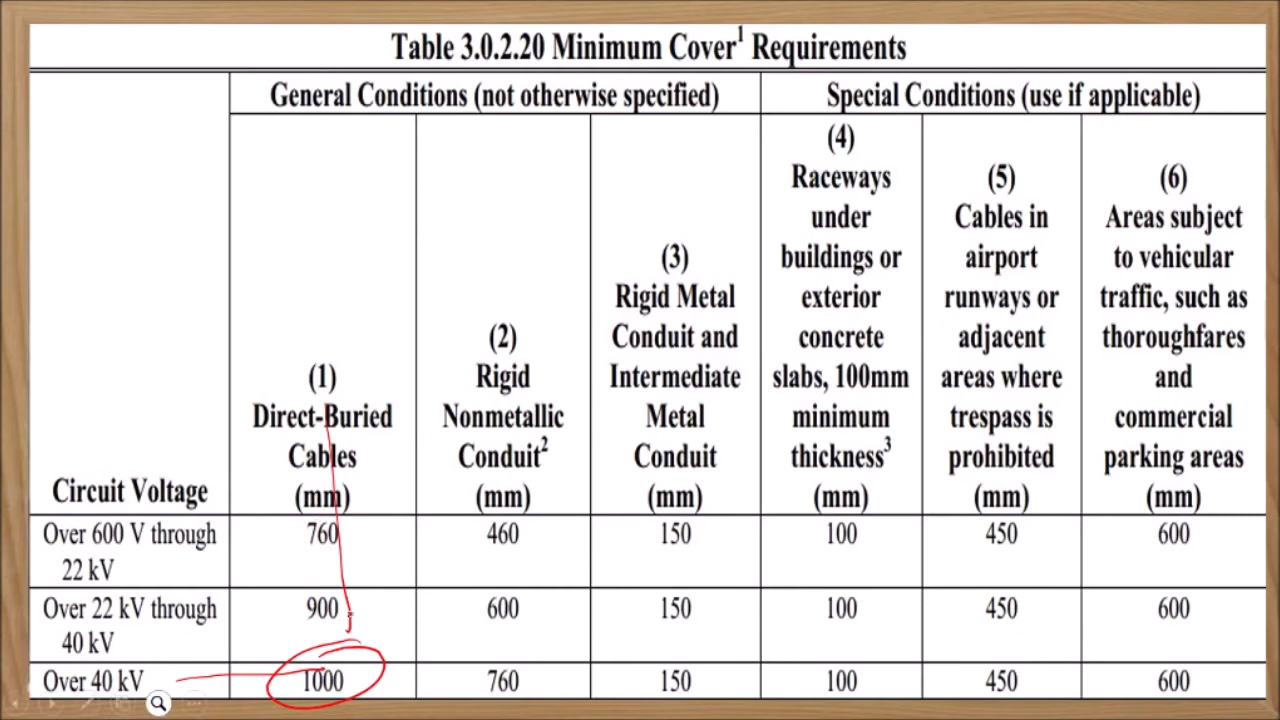 Table 3.0.2.20 Minimum Cover1 Requirements
General Conditions (not otherwise specified)
Special Conditions (use if applicable)
Circuit Voltage
(1)
Direct-Buried
Cables
(mm)
(2)
Rigid
Nonmetallic
Conduit2
(mm)
(3)
Rigid Metal
Conduit and
Intermediate
Metal
Conduit
(mm)
(4)
Raceways
under
buildings or
exterior
concrete
slabs, 100mm
minimum
thickness3
(mm)
(5)
Cables in
airport
runways or
adjacent
areas where
trespass is
prohibited
(mm)
(6)
Areas subject
to vehicular
traffic, such as
thoroughfares
and
commercial
parking areas
(mm)
Over 600 V through
22 kV
760 460 150 100 450 600
Over 22 kV through
40 kV
900 600 150 100 450 600
Over 40 kV 1000 760 150 100 450 600